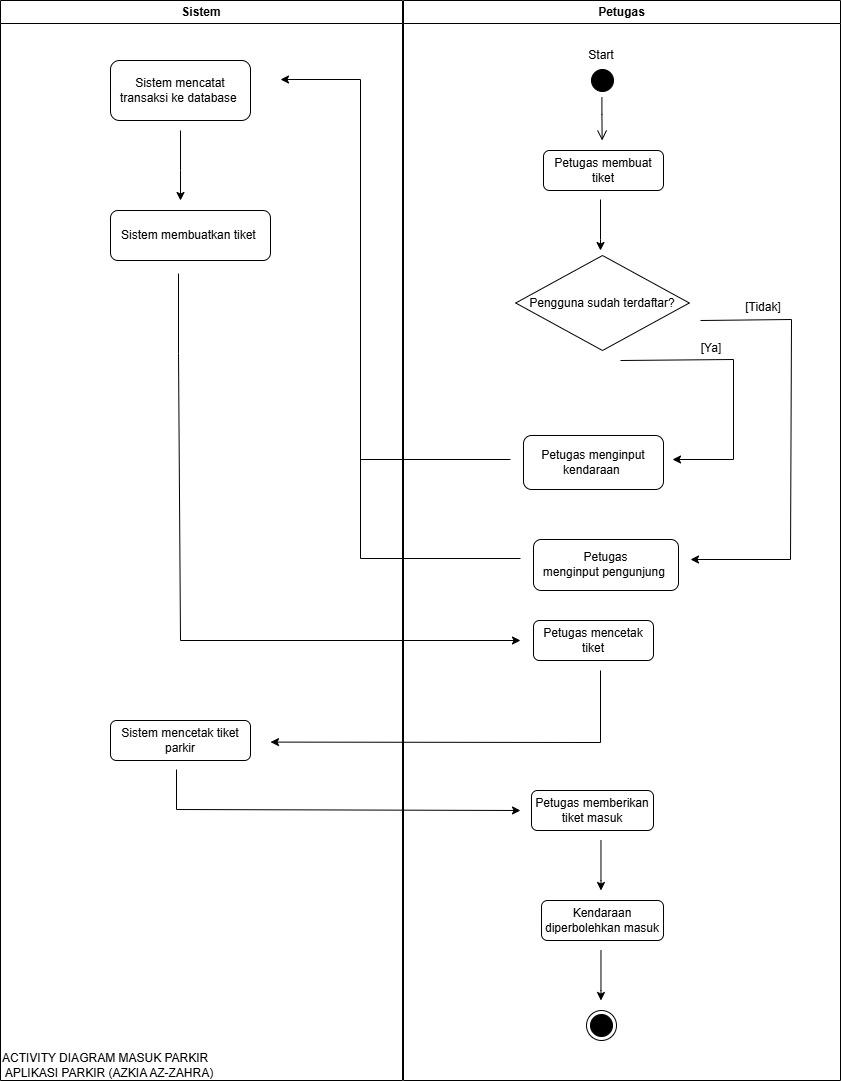 Sistem
Petugas
Start
Sistem mencatat
transaksi ke database
Petugas membuat
tiket
Sistem membuatkan tiket
Pengguna sudah terdaftar?
[Tidak]
[Ya]
Petugas menginput
kendaraan
Petugas
menginput pengunjung
Petugas mencetak
tiket
Sistem mencetak tiket
parkir
Petugas memberikan
tiket masuk
Kendaraan
diperbolehkan masuk
ACTIVITY DIAGRAM MASUK PARKIR
APLIKASI PARKIR (AZKIA AZ-ZAHRA)